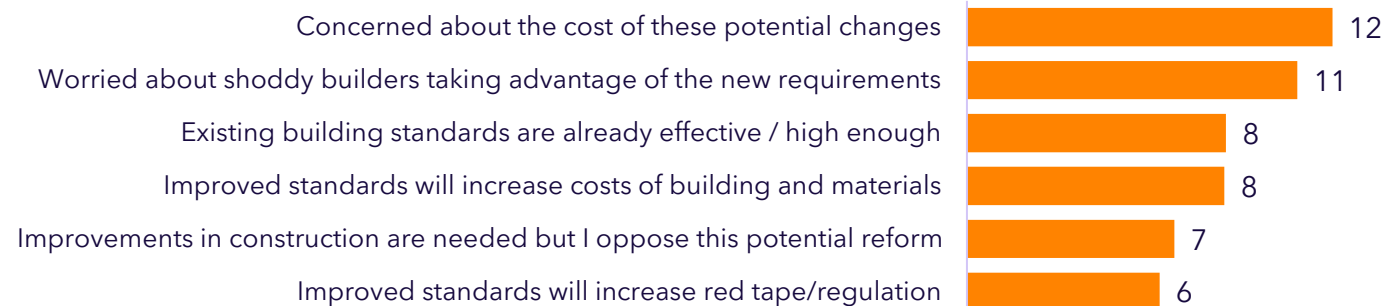 Concerned about the cost of these potential changes 12
Worried about shoddy builders taking advantage of the new requirements 11
Existing building standards are already effective / high enough 8
Improved standards will increase costs of building and materials 8
Improvements in construction are needed but I oppose this potential reform 7
Improved standards will increase red tape/regulation 6